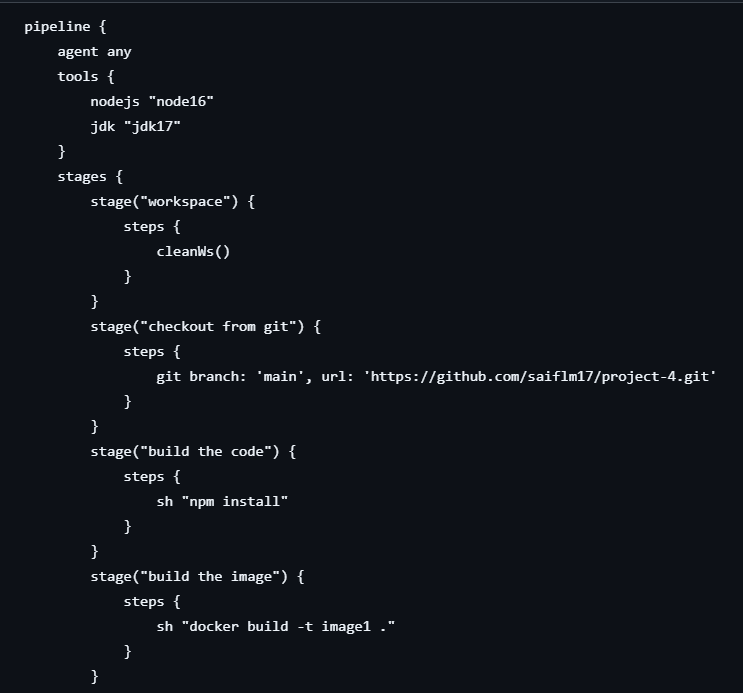 pipeline {
    agent any
    tools {
        nodejs "node16"
        jdk "jdk17"
    }
    stages {
        stage("workspace") {
            steps {
                cleanWs()
            }
        }
        stage("checkout from git") {
            steps {
                git branch: 'main', url: 'https://github.com/saiflm17/project-4.git'
            }
        }
        stage("build the code") {
            steps {
                sh "npm install"
            }
        }
        stage("build the image") {
            steps {
                sh "docker build -t image1 ."
            }
        }